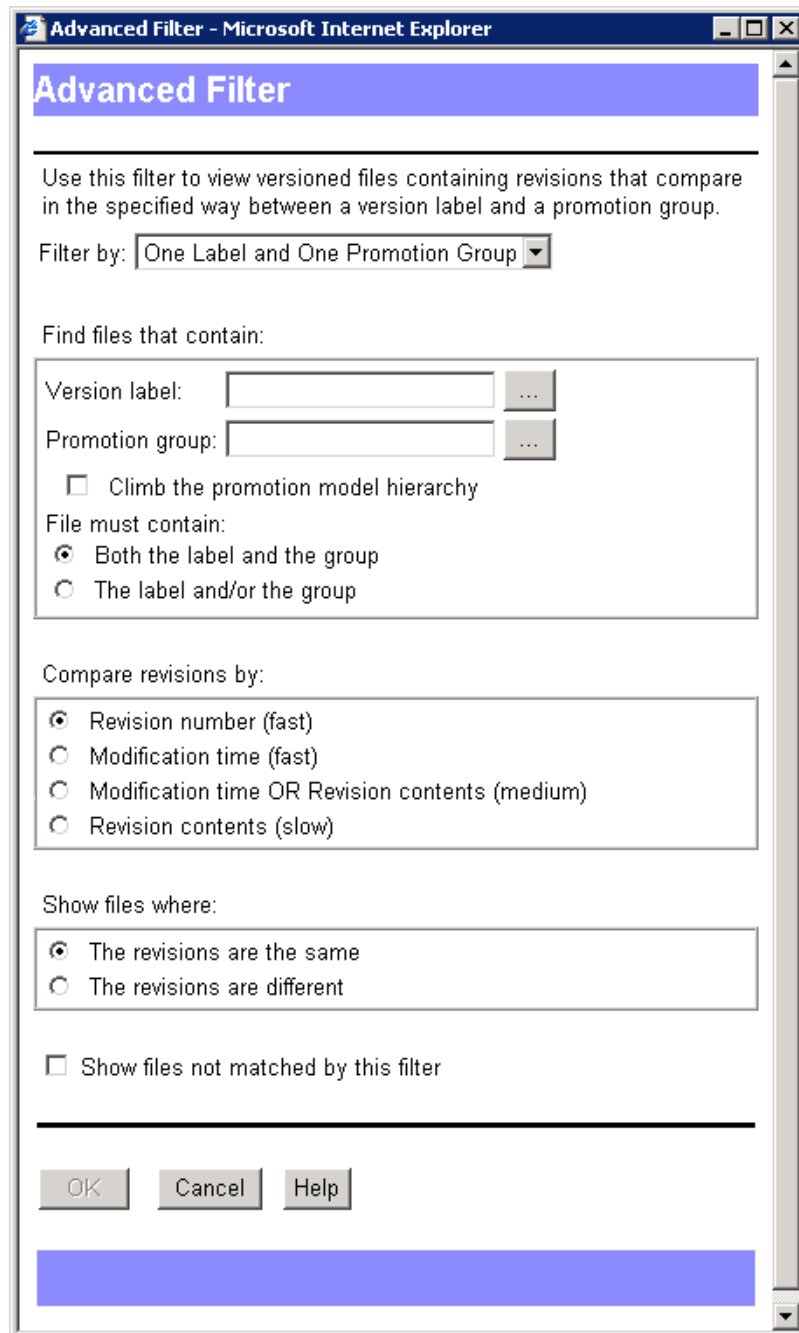 Advanced Filter - Microsoft Internet Explorer
Advanced Filter
Use this filter to view versioned files containing revisions that compare
in the specified way between a version label and a promotion group.
Filter by: One Label and One Promotion Group
Find files that contain:
Version label: ...
Promotion group: ...
Climb the promotion model hierarchy
File must contain:
Both the label and the group
The label and/or the group
Compare revisions by:
Revision number (fast)
Modification time (fast)
Modification time OR Revision contents (medium)
Revision contents (slow)
Show files where:
The revisions are the same
The revisions are different
Show files not matched by this filter
OK Cancel Help